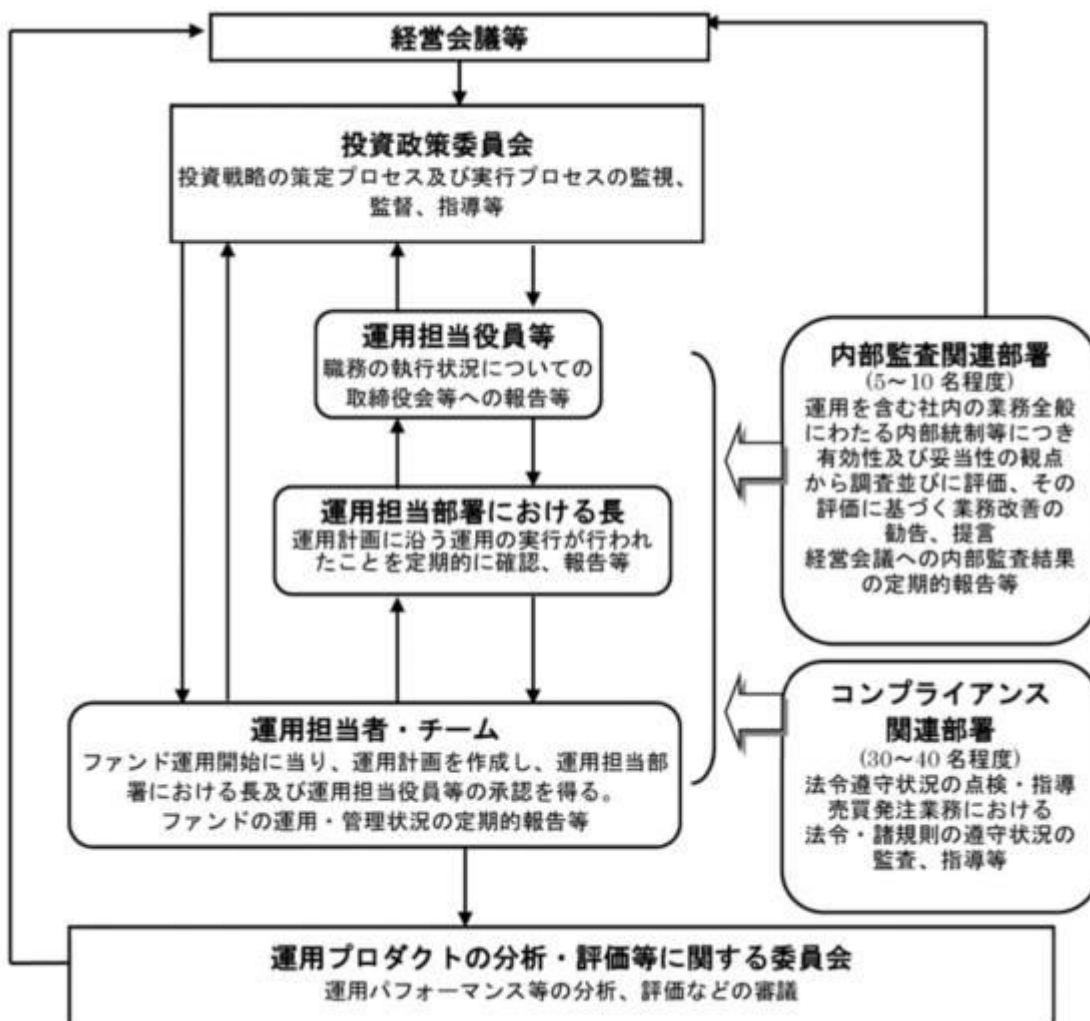 経営会議等
投資政策委員会
投資戦略の策定プロセス及び実行プロセスの監視、
監督、指導等
運用担当役員等
職務の執行状況についての
取締役会等への報告等
運用担当部署における長
運用計画に沿う運用の実行が行われ
たことを定期的に確認、報告等
運用担当者・チーム
ファンド運用開始に当り、運用計画を作成し、運用担当部
署における長及び運用担当役員等の承認を得る。
ファンドの運用・管理状況の定期的報告等
内部監査関連部署
(5～10 名程度)
運用を含む社内の業務全般
にわたる内部統制等につき
有効性及び妥当性の観点
から調査並びに評価、その
評価に基づく業務改善の
勧告、提言
経営会議への内部監査結果
の定期的報告等
コンプライアンス
関連部署
(30～40 名程度)
法令遵守状況の点検・指導
売買発注業務における
法令・諸規則の遵守状況の
監査、指導等
運用プロダクトの分析・評価等に関する委員会
運用パフォーマンス等の分析、評価などの審議